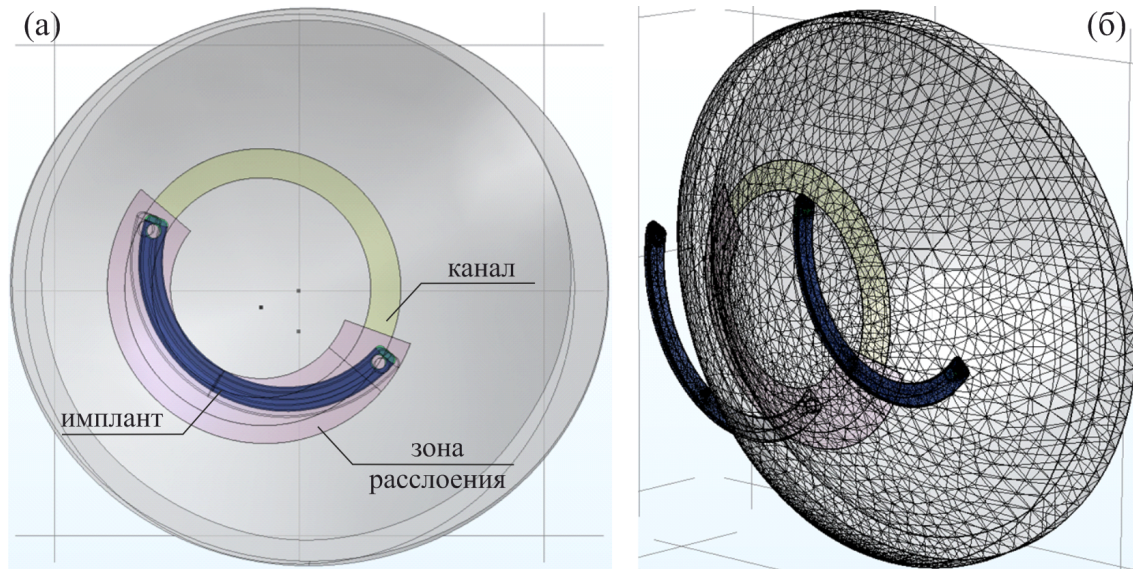 (а)
(б)
канал
имплант
зона
расслоения